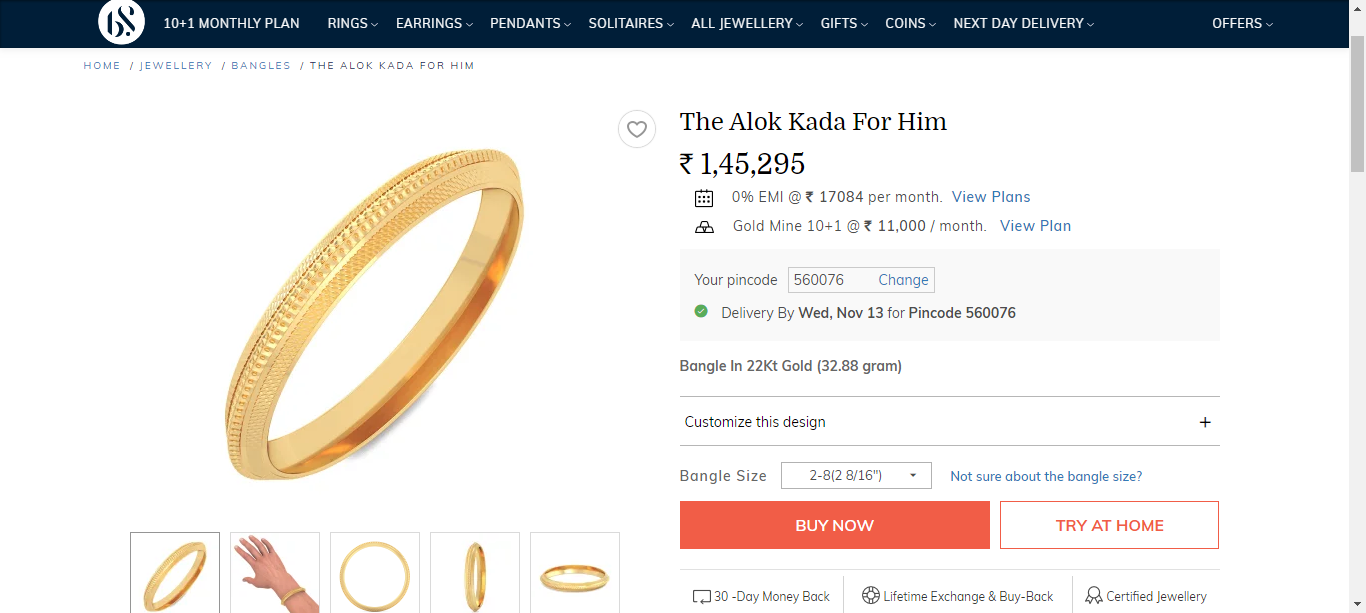 BS
10+1 MONTHLY PLAN RINGS EARRINGS PENDANTS SOLITAIRES ALL JEWELLERY GIFTS COINS NEXT DAY DELIVERY OFFERS
HOME / JEWELLERY / BANGLES / THE ALOK KADA FOR HIM
The Alok Kada For Him
₹ 1,45,295
0% EMI @ ₹ 17084 per month. View Plans
Gold Mine 10+1 @ ₹ 11,000 / month. View Plan
Your pincode 560076 Change
Delivery By Wed, Nov 13 for Pincode 560076
Bangle In 22Kt Gold (32.88 gram)
Customize this design +
Bangle Size 2-8(2 8/16") Not sure about the bangle size?
BUY NOW TRY AT HOME
30 -Day Money Back Lifetime Exchange & Buy-Back Certified Jewellery